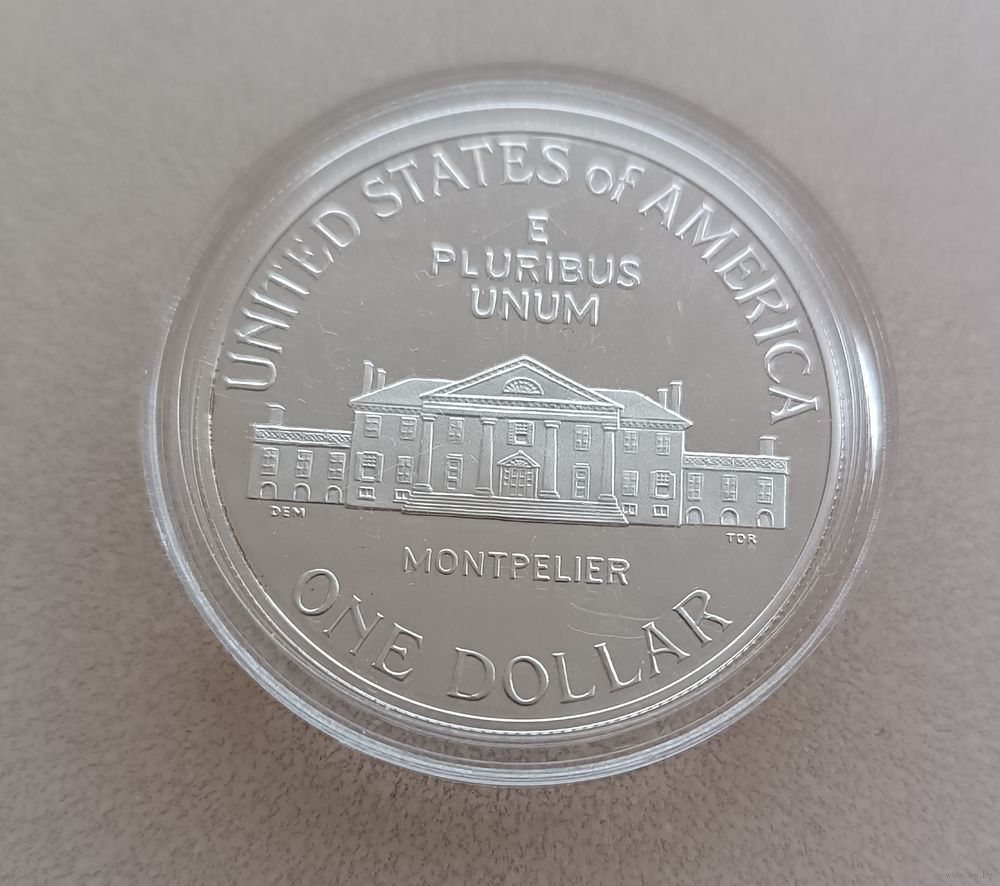 UNITED STATES of AMERICA
E
PLURIBUS
UNUM
DEM
TDR
MONTPELIER
ONE DOLLAR